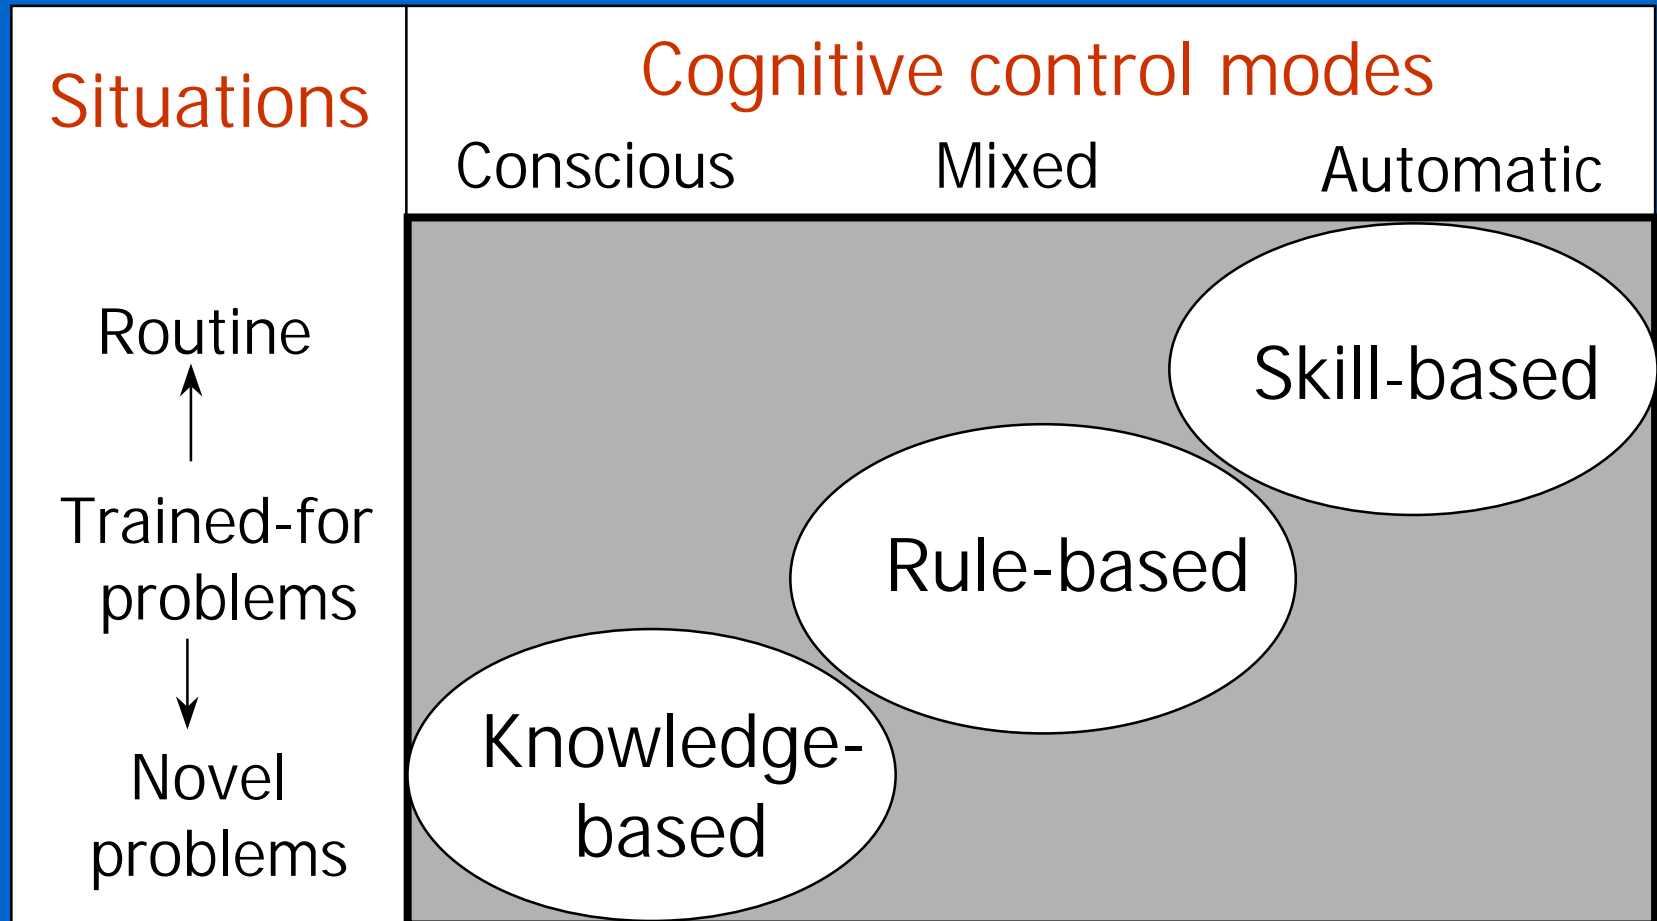 Situations
Cognitive control modes
Conscious
Mixed
Automatic
Routine
Skill-based
Trained-for
problems
Rule-based
Novel
problems
Knowledge-
based